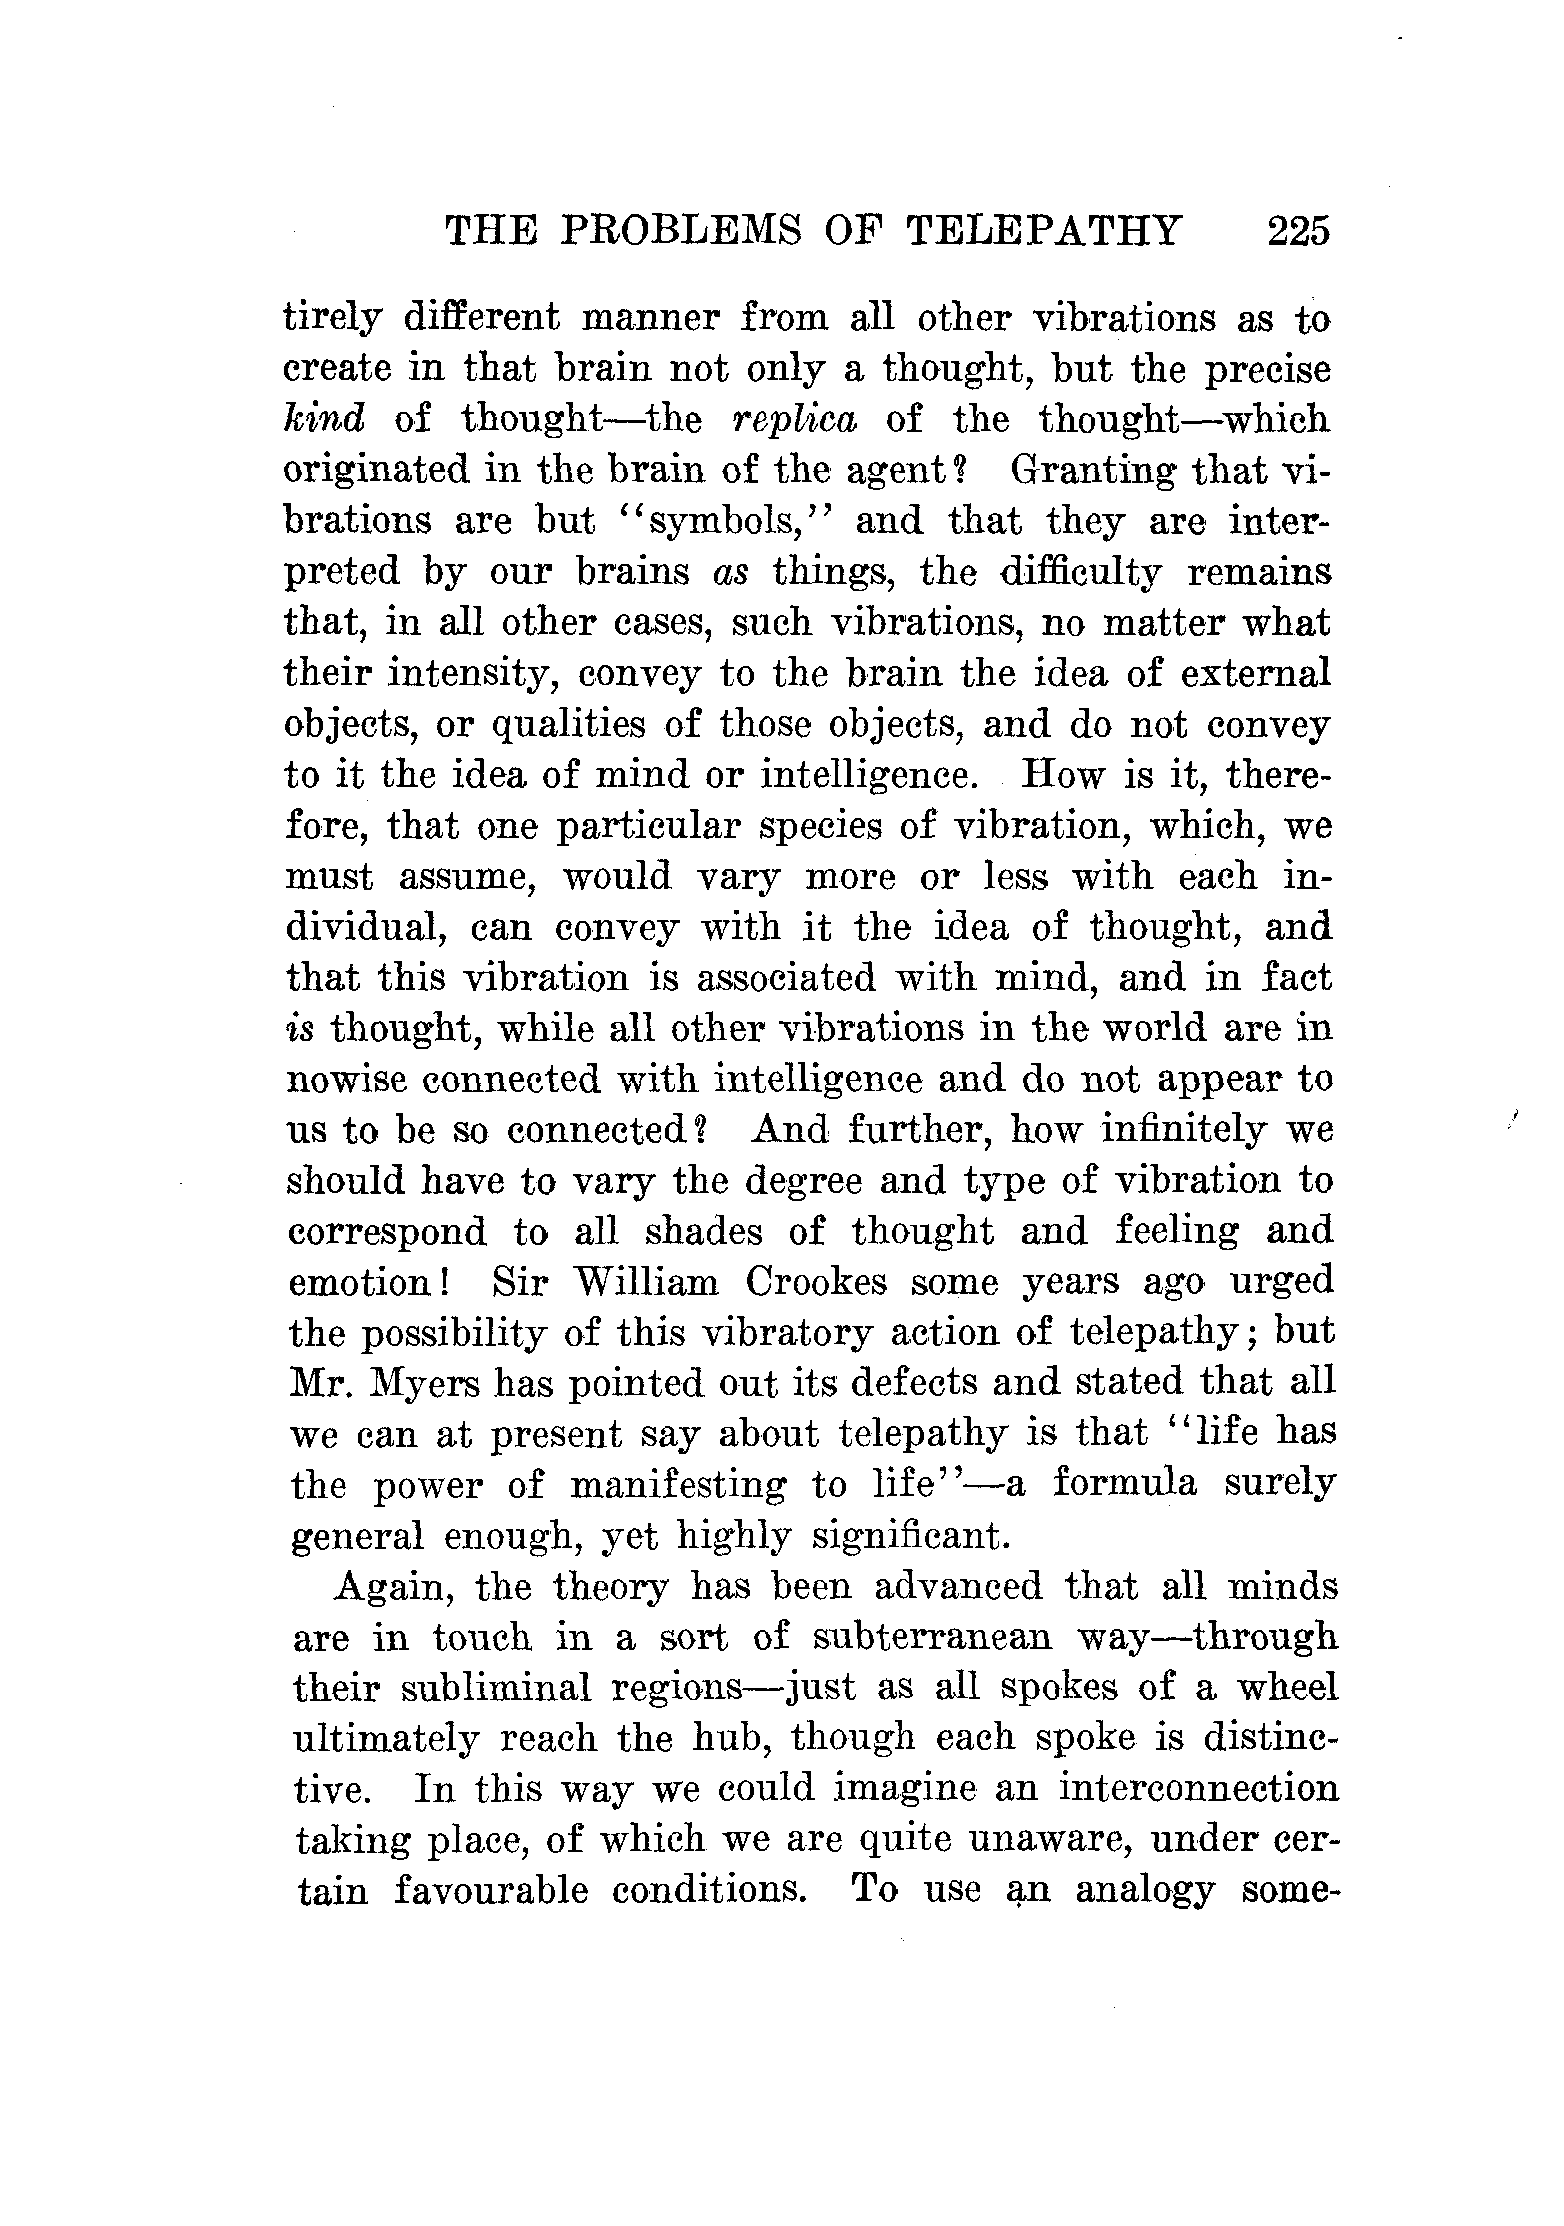 THE PROBLEMS OF TELEPATHY 225
tirely different manner from all other vibrations as to
create in that brain not only a thought, but the precise
kind of thought—the replica of the thought—which
originated in the brain of the agent? Granting that vi-
brations are but “symbols,” and that they are inter-
preted by our brains as things, the difficulty remains
that, in all other cases, such vibrations, no matter what
their intensity, convey to the brain the idea of external
objects, or qualities of those objects, and do not convey
to it the idea of mind or intelligence. How is it, there-
fore, that one particular species of vibration, which, we
must assume, would vary more or less with each in-
dividual, can convey with it the idea of thought, and
that this vibration is associated with mind, and in fact
is thought, while all other vibrations in the world are in
nowise connected with intelligence and do not appear to
us to be so connected? And further, how infinitely we
should have to vary the degree and type of vibration to
correspond to all shades of thought and feeling and
emotion! Sir William Crookes some years ago urged
the possibility of this vibratory action of telepathy; but
Mr. Myers has pointed out its defects and stated that all
we can at present say about telepathy is that “life has
the power of manifesting to life”—a formula surely
general enough, yet highly significant.
Again, the theory has been advanced that all minds
are in touch in a sort of subterranean way—through
their subliminal regions—just as all spokes of a wheel
ultimately reach the hub, though each spoke is distinc-
tive. In this way we could imagine an interconnection
taking place, of which we are quite unaware, under cer-
tain favourable conditions. To use an analogy some-